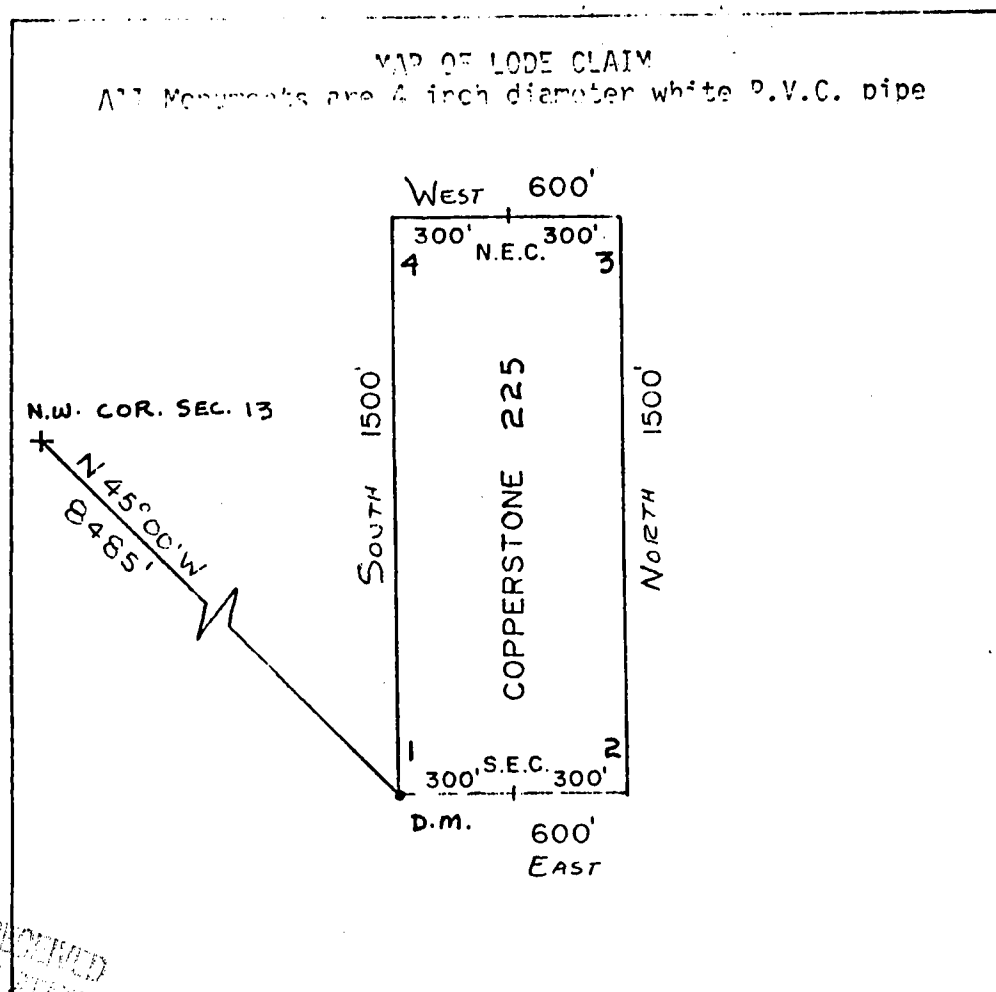 MAP OF LODE CLAIM
All Monuments are 4 inch diameter white P.V.C. pipe
WEST 600'
300' 300'
N.E.C.
4 3
1500' 1500'
N.W. COR. SEC. 13
N 45°00' W
8485'
SOUTH
COPPERSTONE 225
NORTH
1 2
300' S.E.C. 300'
D.M.
600'
EAST
RECEIVED